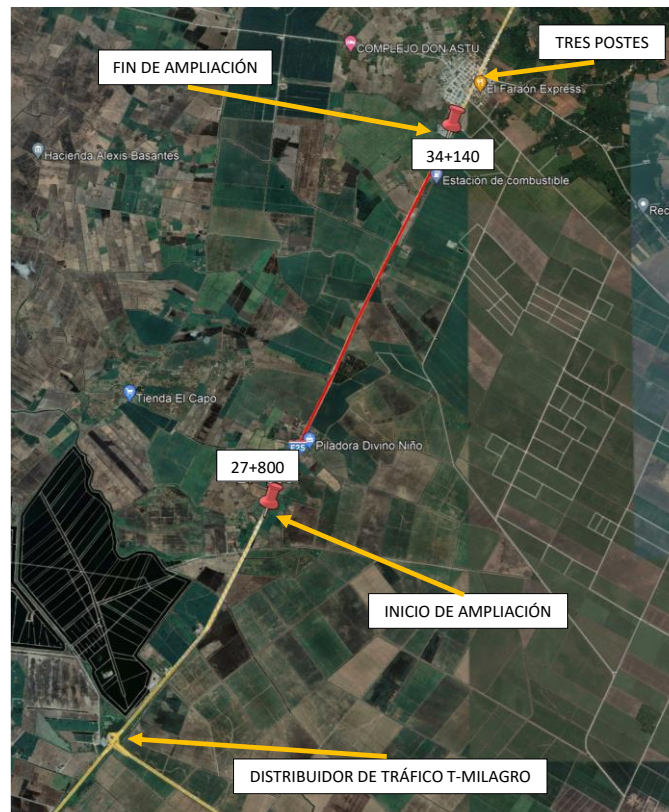 COMPLEJO DON ASTU
TRES POSTES
FIN DE AMPLIACIÓN
El Faraón Express
Hacienda Alexis Basantes
34+140
Estación de combustible
Rec
Tienda El Capo
E25
Piladora Divino Niño
27+800
INICIO DE AMPLIACIÓN
DISTRIBUIDOR DE TRÁFICO T-MILAGRO